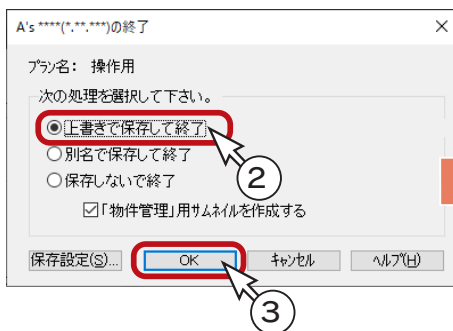 A's ****(*.**.***)の終了
プラン名： 操作用
次の処理を選択して下さい。
上書きで保存して終了
別名で保存して終了
②
保存しないで終了
「物件管理」用サムネイルを作成する
保存設定(S)... OK キャンセル ヘルプ(H)
③